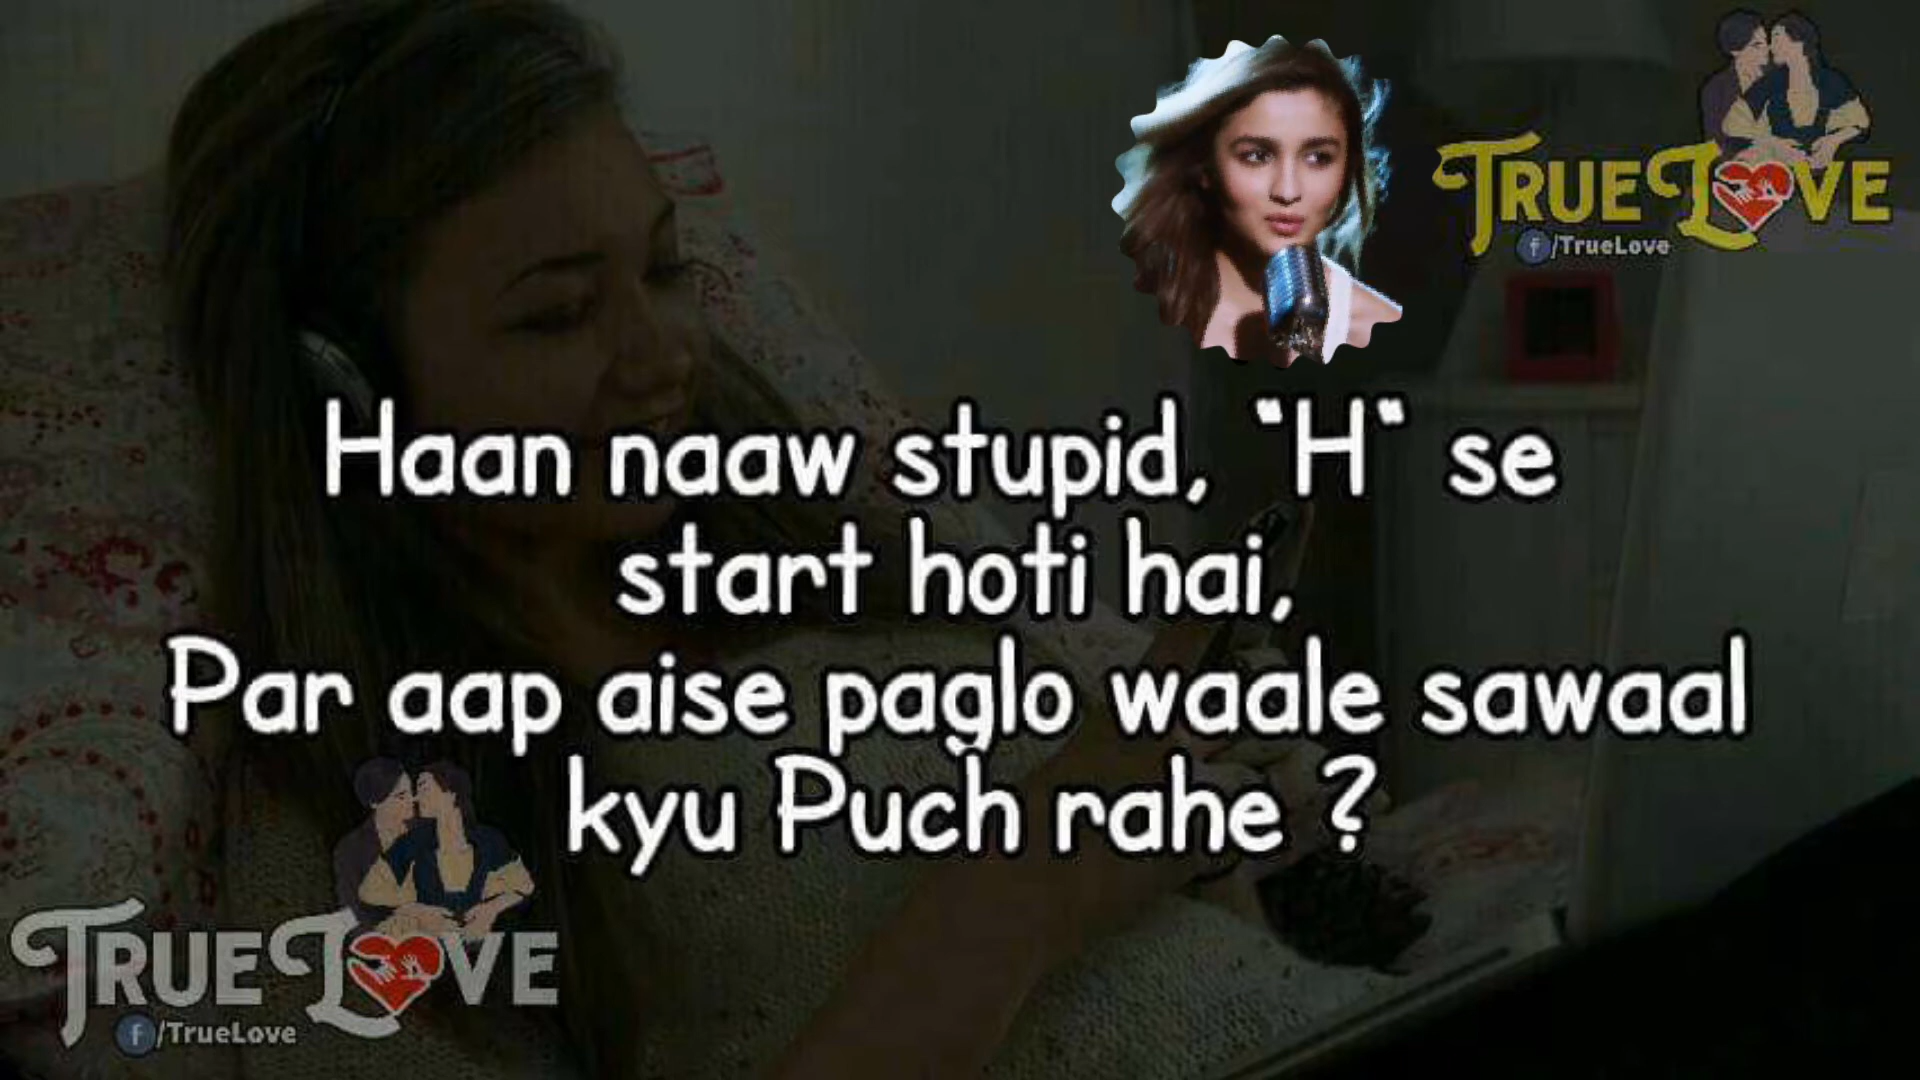 TRUE LOVE
f/TrueLove
Haan naaw stupid, "H" se
start hoti hai,
Par aap aise paglo waale sawaal
kyu Puch rahe ?
TRUE LOVE
f/TrueLove